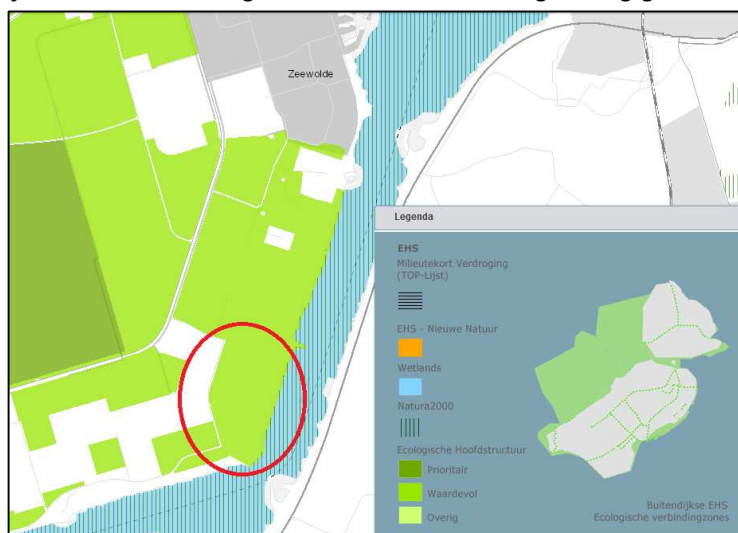 Zeewolde
Legenda
EHS
Milieutekort Verdroging
(TOP-Lijst)
EHS - Nieuwe Natuur
Wetlands
Natura2000
Ecologische Hoofdstructuur
Prioritair
Waardevol
Overig
Buitendijkse EHS
Ecologische verbindingzones